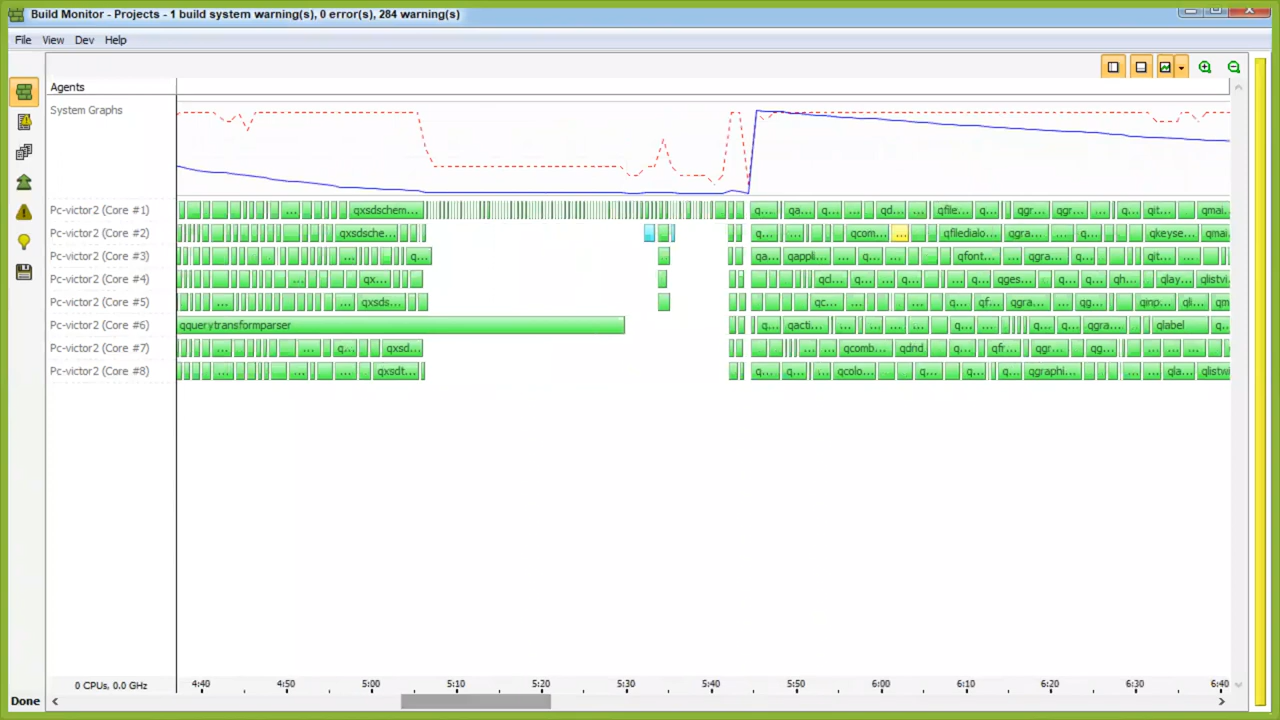 Build Monitor - Projects - 1 build system warning(s), 0 error(s), 284 warning(s)
File View Dev Help
Agents
System Graphs
Pc-victor2 (Core #1) ... qxsdschem... q... qa... q... ... qd... ... qfile... q... qgr... qgr... ... q... qit... qmai...
Pc-victor2 (Core #2) ... qxsdsche... ... q... ... qcom... ... qfiledialo... qgra... ... q... qkeyse... qmai...
Pc-victor2 (Core #3) ... q... qa... qappli... ... q... ... qfont... ... qgra... q... qit... ...
Pc-victor2 (Core #4) ... qx... ... qcl... q... ... q... q... qges... q... qh... qlay... qlistvi...
Pc-victor2 (Core #5) ... ... qxsds... qc... ... ... q... qf... qgra... qg... qinp... qli... qm...
Pc-victor2 (Core #6) qquerytransformparser q... qacti... ... ... ... q... ... q... q... qgra... qlabel q...
Pc-victor2 (Core #7) ... ... q... qxsd... ... ... qcomb... qdnd q... qfr... qgr... qg... ... ... ...
Pc-victor2 (Core #8) ... ... ... ... qxsdt... q... q... ... qcolo... q... q... q... qgraphi... ... ... qla... qlistwi...
0 CPUs, 0.0 GHz 4:40 4:50 5:00 5:10 5:20 5:30 5:40 5:50 6:00 6:10 6:20 6:30 6:40
Done